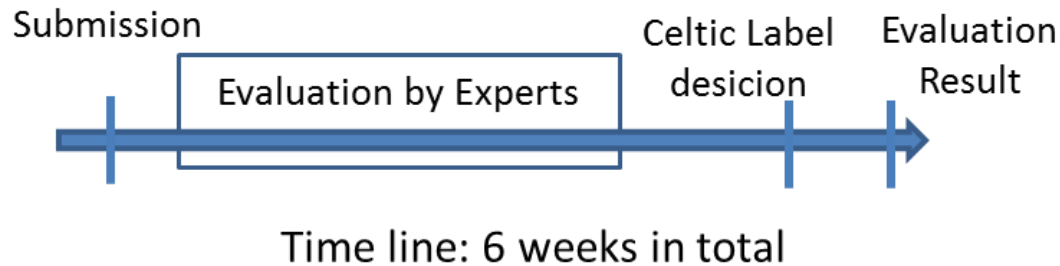 Submission
Evaluation by Experts
Celtic Label
desicion
Evaluation
Result
Time line: 6 weeks in total